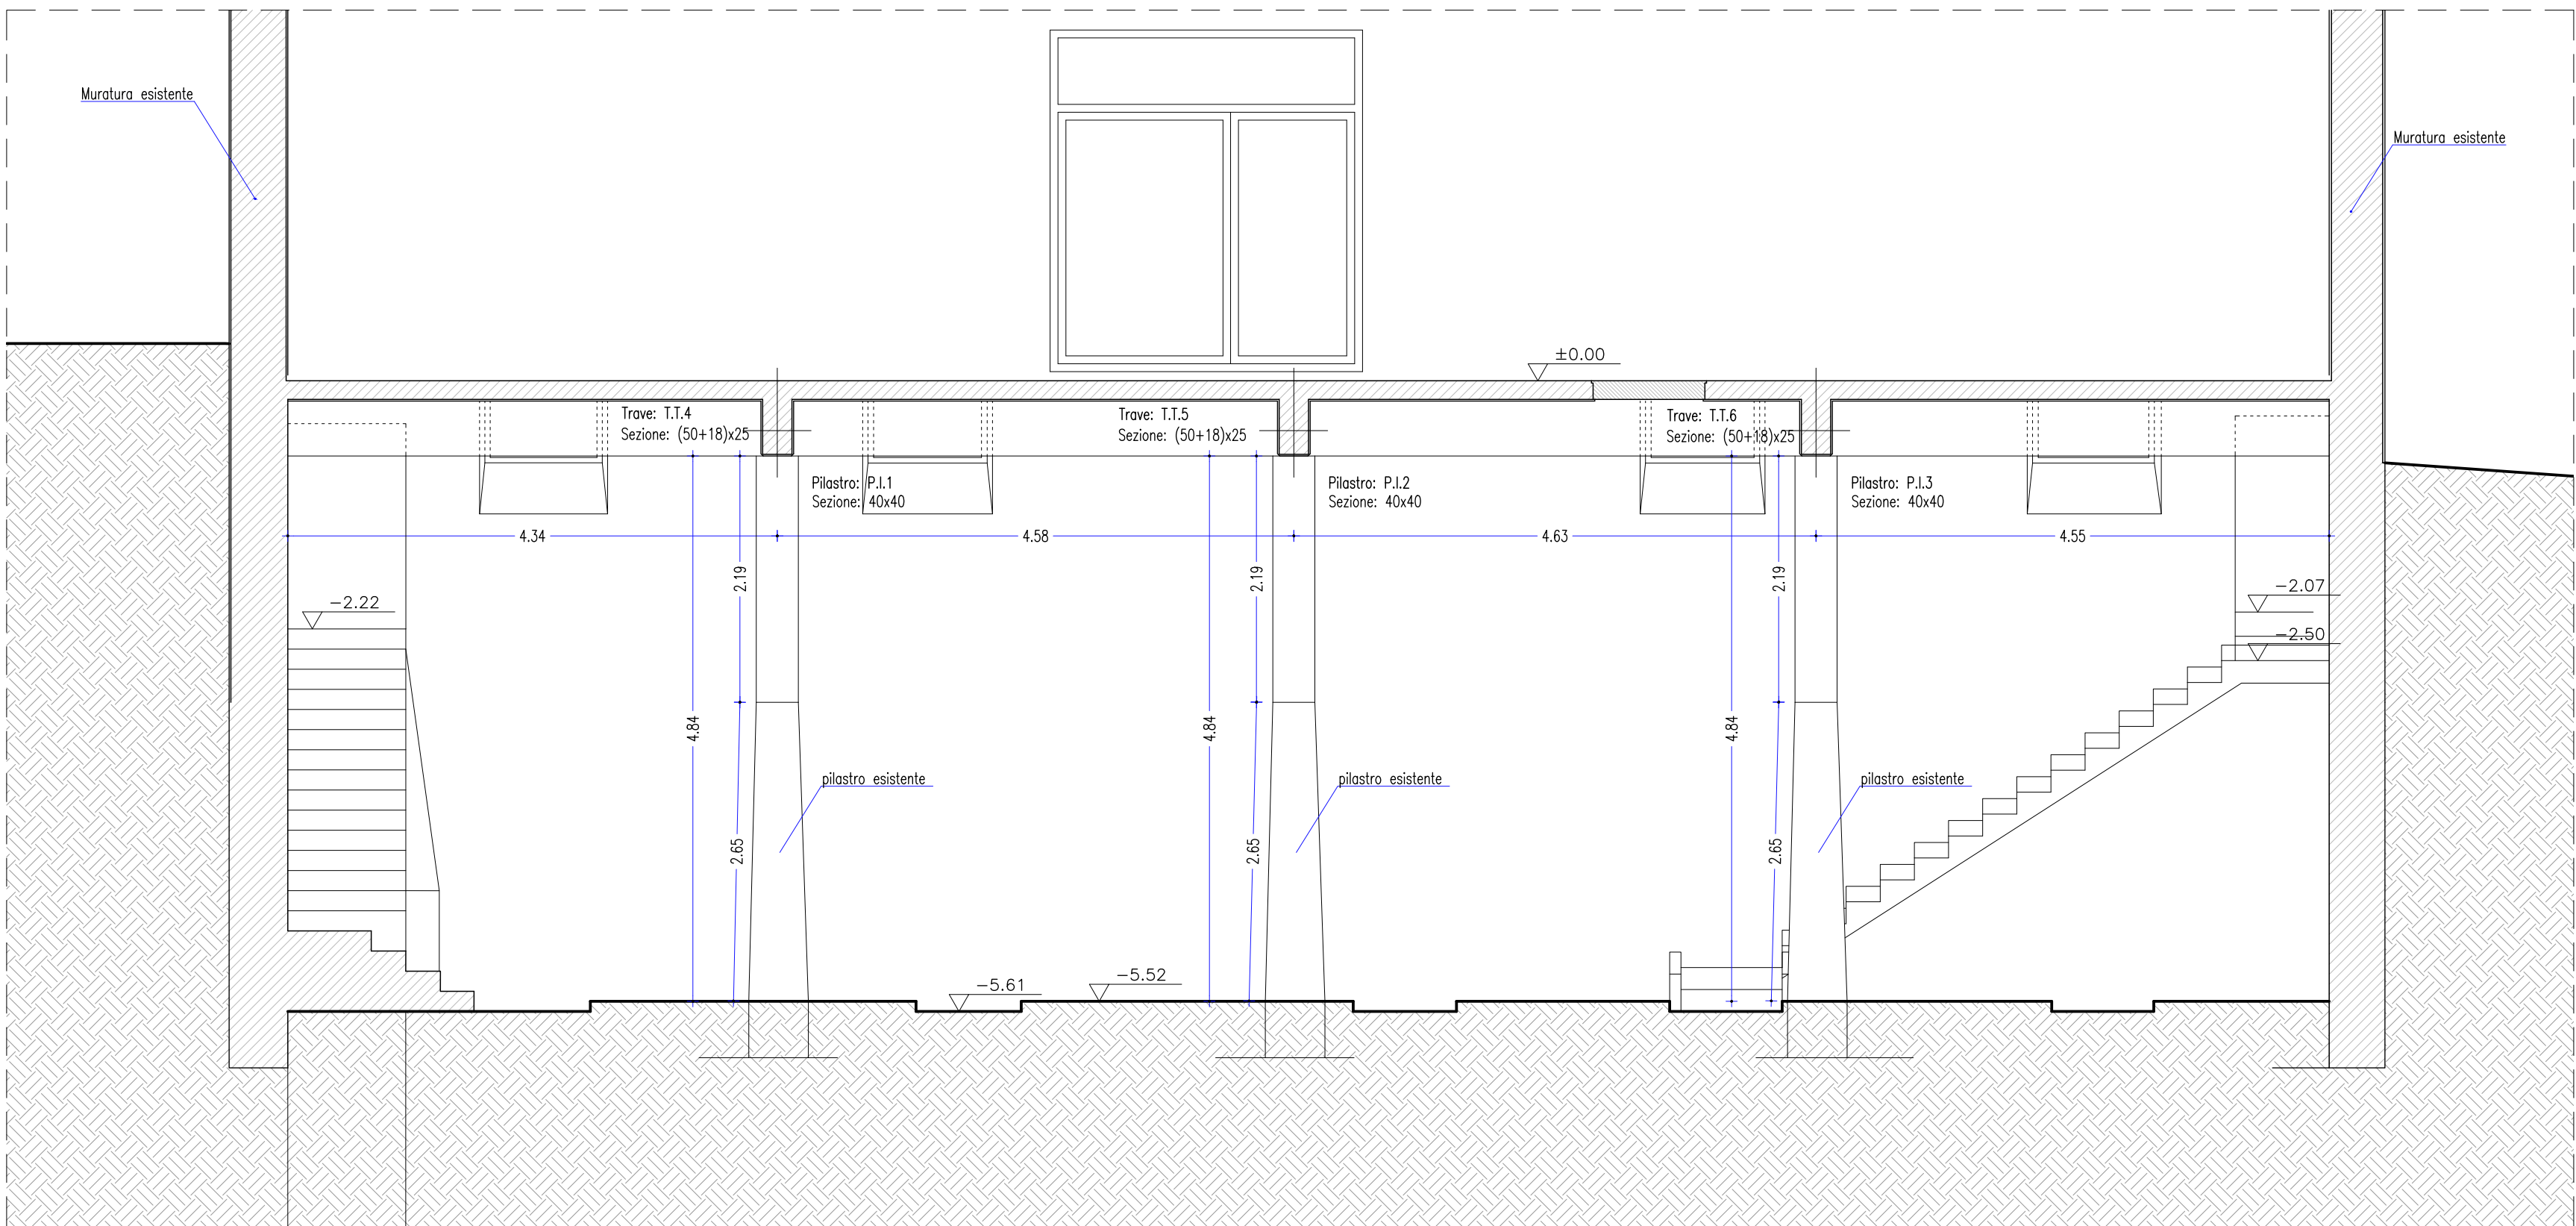 Muratura esistente
Muratura esistente
±0.00
Trave: T.T.4
Sezione: (50+18)x25
Trave: T.T.5
Sezione: (50+18)x25
Trave: T.T.6
Sezione: (50+18)x25
Pilastro: P.I.1
Sezione: 40x40
Pilastro: P.I.2
Sezione: 40x40
Pilastro: P.I.3
Sezione: 40x40
4.34
4.58
4.63
4.55
2.19
2.19
2.19
-2.22
-2.07
-2.50
4.84
4.84
4.84
pilastro esistente
pilastro esistente
pilastro esistente
2.65
2.65
2.65
-5.61
-5.52